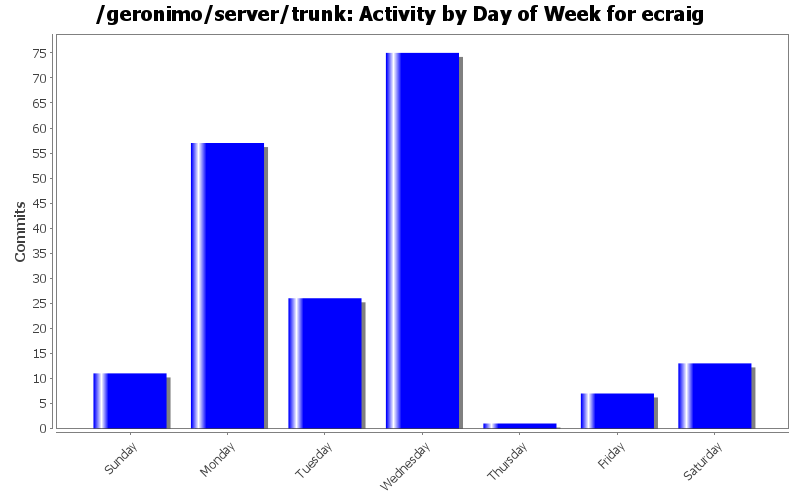 /geronimo/server/trunk: Activity by Day of Week for ecraig
75
70
65
60
55
50
45
40
35
30
25
20
15
10
5
0
Commits
Sunday
Monday
Tuesday
Wednesday
Thursday
Friday
Saturday